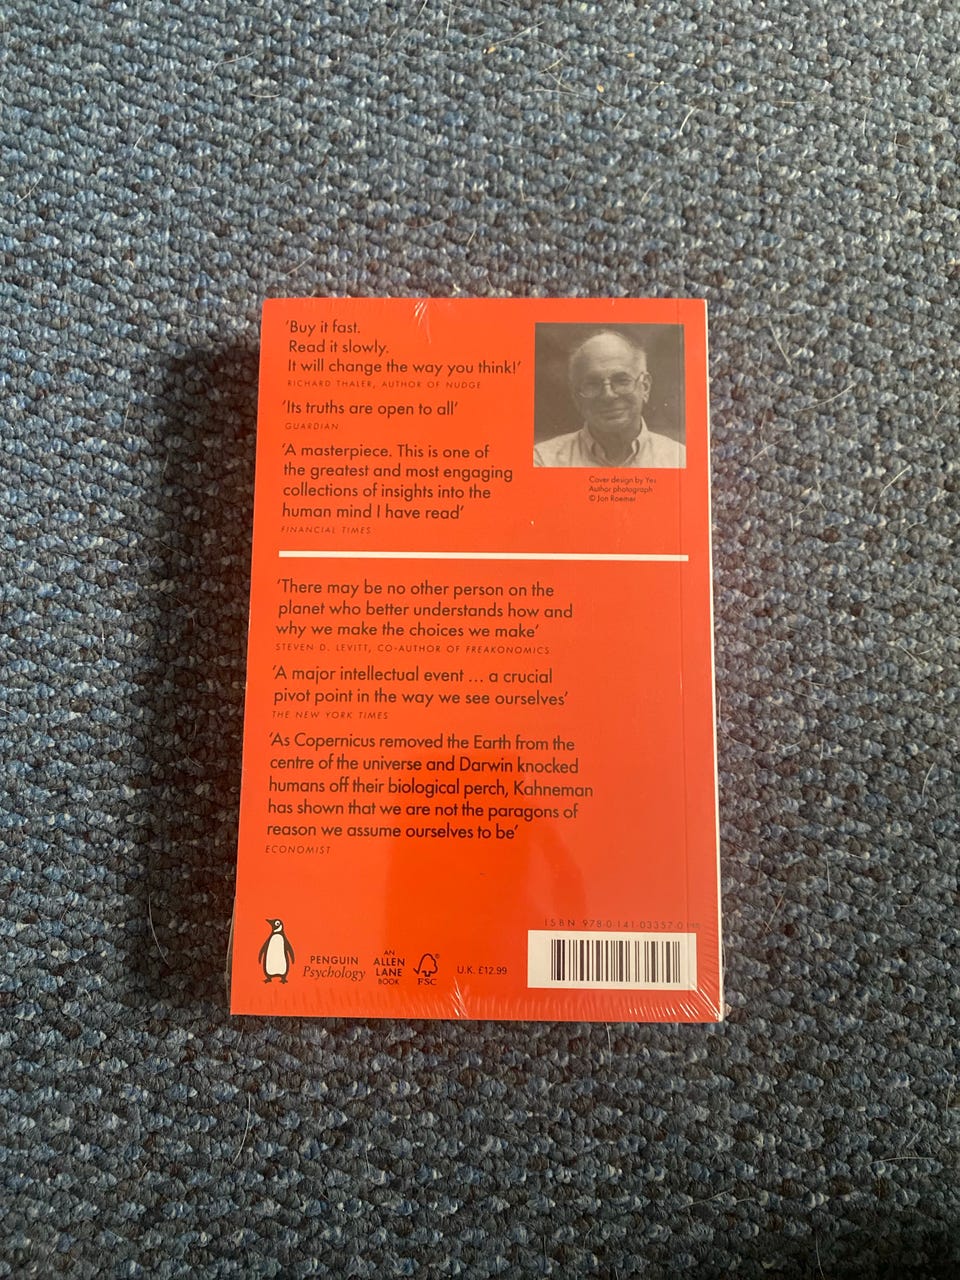 ‘Buy it fast.
Read it slowly.
It will change the way you think!’
RICHARD THALER, AUTHOR OF NUDGE
‘Its truths are open to all’
GUARDIAN
‘A masterpiece. This is one of
the greatest and most engaging
collections of insights into the
human mind I have read’
FINANCIAL TIMES
Cover design by Yes
Author photograph
© Jon Roemer
‘There may be no other person on the
planet who better understands how and
why we make the choices we make’
STEVEN D. LEVITT, CO-AUTHOR OF FREAKONOMICS
‘A major intellectual event ... a crucial
pivot point in the way we see ourselves’
THE NEW YORK TIMES
‘As Copernicus removed the Earth from the
centre of the universe and Darwin knocked
humans off their biological perch, Kahneman
has shown that we are not the paragons of
reason we assume ourselves to be’
ECONOMIST
PENGUIN
Psychology
AN
ALLEN
LANE
BOOK
FSC
®
U.K. £12.99
ISBN 978-0-141-03357-0